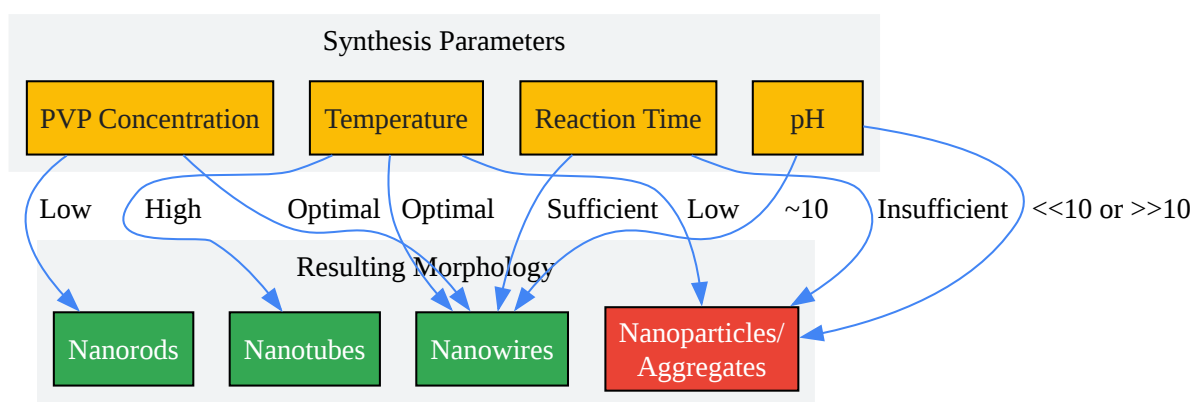 Synthesis Parameters
PVP Concentration
Temperature
Reaction Time
pH
Low
High
Optimal
Optimal
Sufficient
Low
~10
Insufficient
<<10 or >>10
Resulting Morphology
Nanorods
Nanotubes
Nanowires
Nanoparticles/
Aggregates